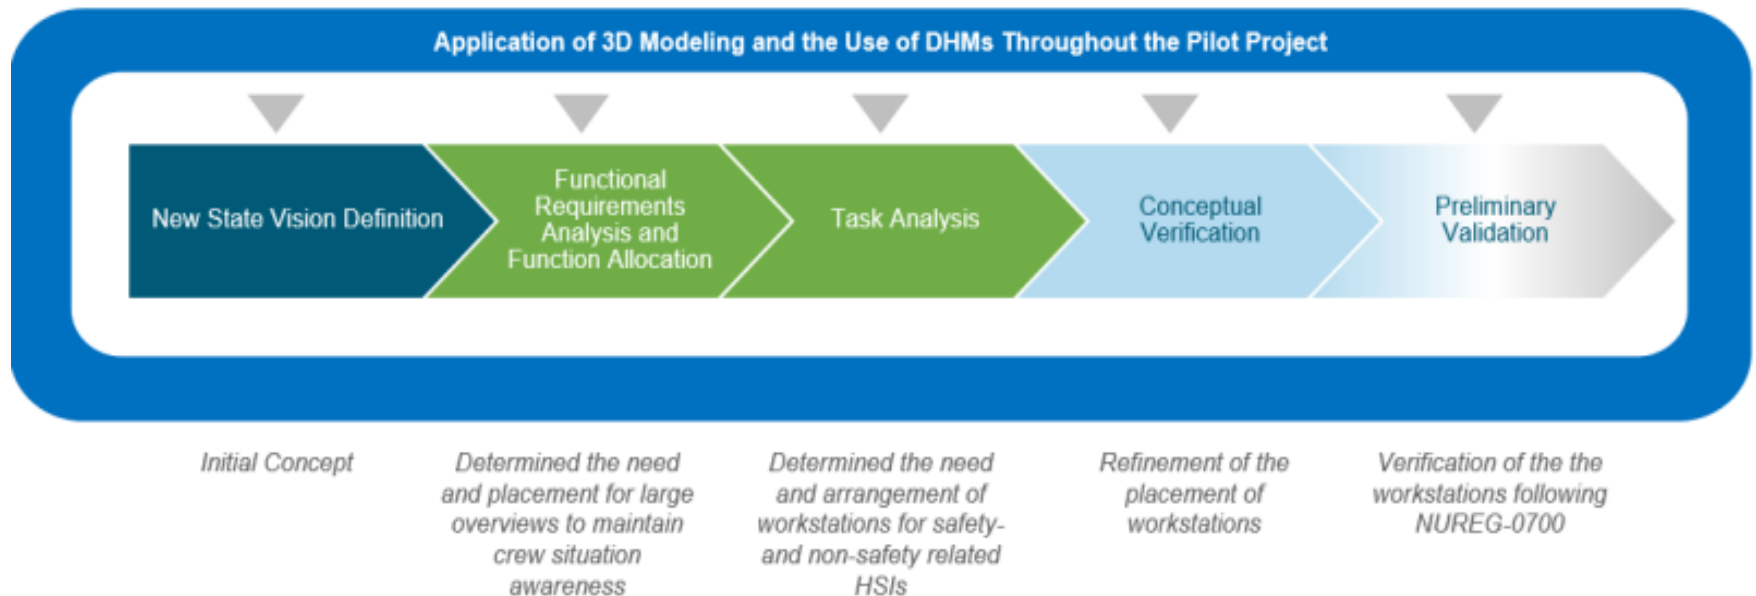 Application of 3D Modeling and the Use of DHMs Throughout the Pilot Project
New State Vision Definition
Functional
Requirements
Analysis and
Function Allocation
Task Analysis
Conceptual
Verification
Preliminary
Validation
Initial Concept
Determined the need
and placement for large
overviews to maintain
crew situation
awareness
Determined the need
and arrangement of
workstations for safety-
and non-safety related
HSIs
Refinement of the
placement of
workstations
Verification of the the
workstations following
NUREG-0700